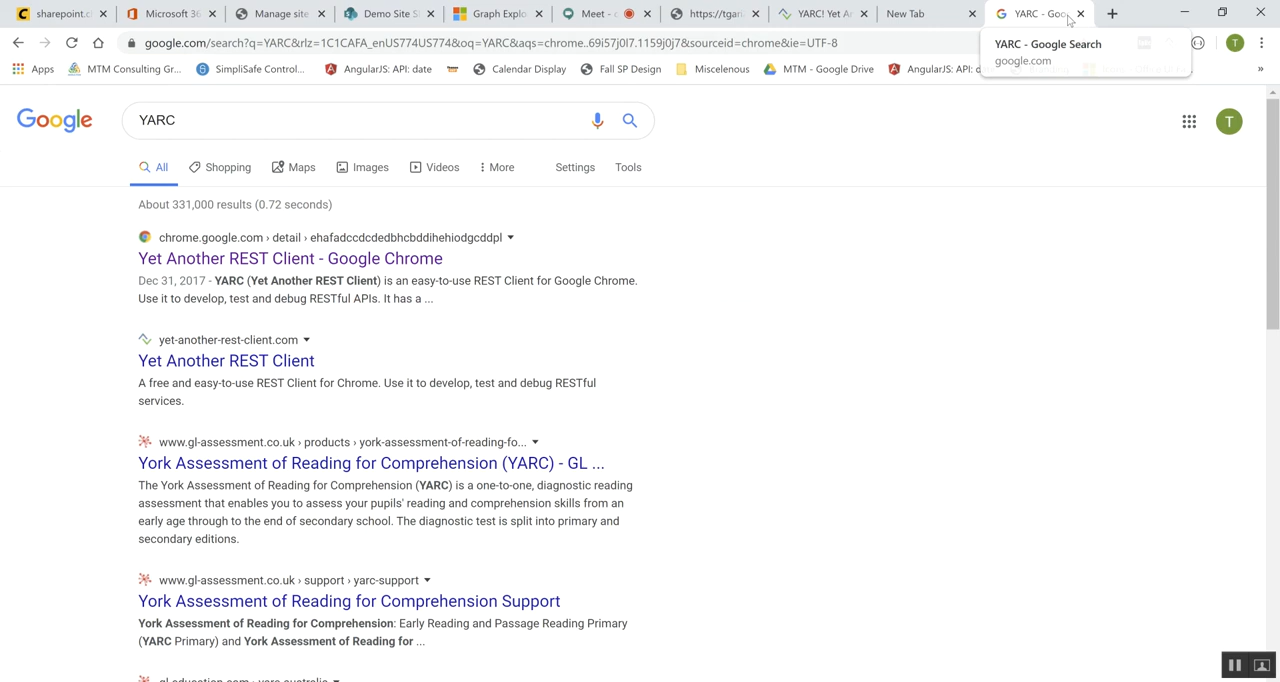 sharepoint.c
Microsoft 36
Manage site
Demo Site S
Graph Explo
Meet -
https://tgari
YARC! Yet Ar
New Tab
YARC - Goo
google.com/search?q=YARC&rlz=1C1CAFA_enUS774US774&oq=YARC&aqs=chrome..69i57j0l7.1159j0j7&sourceid=chrome&ie=UTF-8
T
YARC - Google Search
google.com
Apps
MTM Consulting Gr...
SimpliSafe Control...
AngularJS: API: date
Calendar Display
Fall SP Design
Miscelenous
MTM - Google Drive
AngularJS: API: d
»
Google
YARC
T
All
Shopping
Maps
Images
Videos
More
Settings
Tools
About 331,000 results (0.72 seconds)
chrome.google.com › detail › ehafadccdcdedbhcbddihehiodgcddpl
Yet Another REST Client - Google Chrome
Dec 31, 2017 - YARC (Yet Another REST Client) is an easy-to-use REST Client for Google Chrome.
Use it to develop, test and debug RESTful APIs. It has a ...
yet-another-rest-client.com
Yet Another REST Client
A free and easy-to-use REST Client for Chrome. Use it to develop, test and debug RESTful
services.
www.gl-assessment.co.uk › products › york-assessment-of-reading-fo...
York Assessment of Reading for Comprehension (YARC) - GL ...
The York Assessment of Reading for Comprehension (YARC) is a one-to-one, diagnostic reading
assessment that enables you to assess your pupils' reading and comprehension skills from an
early age through to the end of secondary school. The diagnostic test is split into primary and
secondary editions.
www.gl-assessment.co.uk › support › yarc-support
York Assessment of Reading for Comprehension Support
York Assessment of Reading for Comprehension: Early Reading and Passage Reading Primary
(YARC Primary) and York Assessment of Reading for ...
gl-education.com › yarc-australia